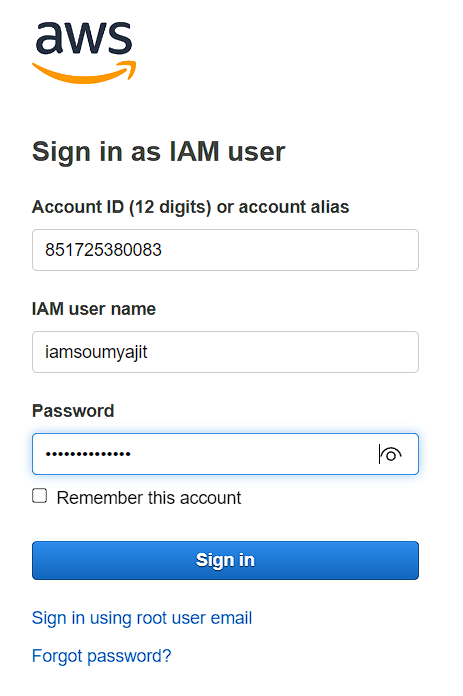 aws
Sign in as IAM user
Account ID (12 digits) or account alias
851725380083
IAM user name
iamsoumyajit
Password
••••••••••••••
Remember this account
Sign in
Sign in using root user email
Forgot password?